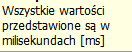 Wszystkie wartości
przedstawione są w
milisekundach [ms]